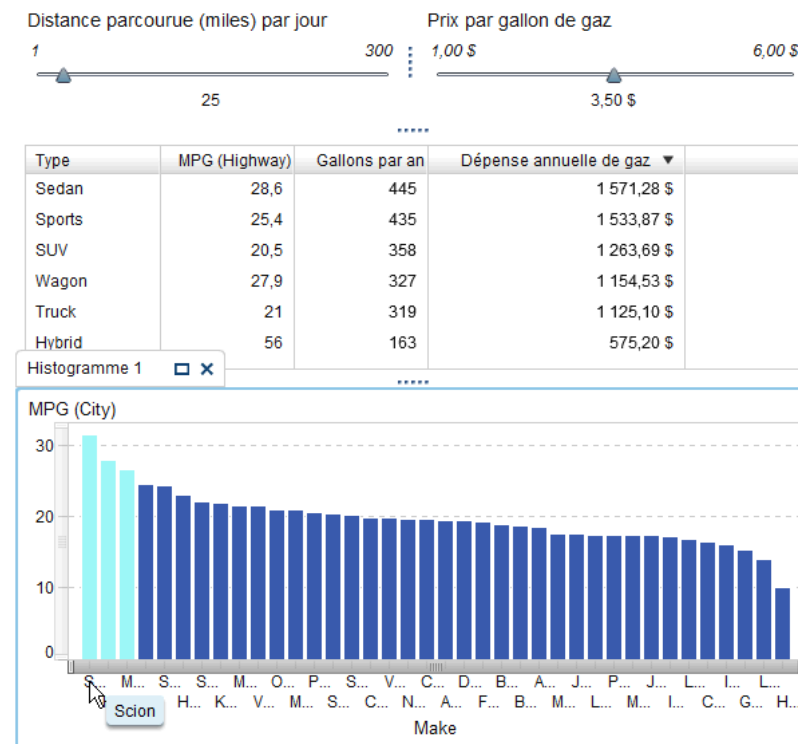 Distance parcourue (miles) par jour
Prix par gallon de gaz
1 300
1,00 $ 6,00 $
25
3,50 $
Type MPG (Highway) Gallons par an Dépense annuelle de gaz ▼
Sedan 28,6 445 1 571,28 $
Sports 25,4 435 1 533,87 $
SUV 20,5 358 1 263,69 $
Wagon 27,9 327 1 154,53 $
Truck 21 319 1 125,10 $
Hybrid 56 163 575,20 $
Histogramme 1
MPG (City)
30
20
10
0
S... M... S... S... M... O... P... S... V... C... D... B... A... J... P... J... L... I... L...
H... K... V... M... S... C... N... A... F... B... M... L... M... I... C... G... H...
Scion
Make